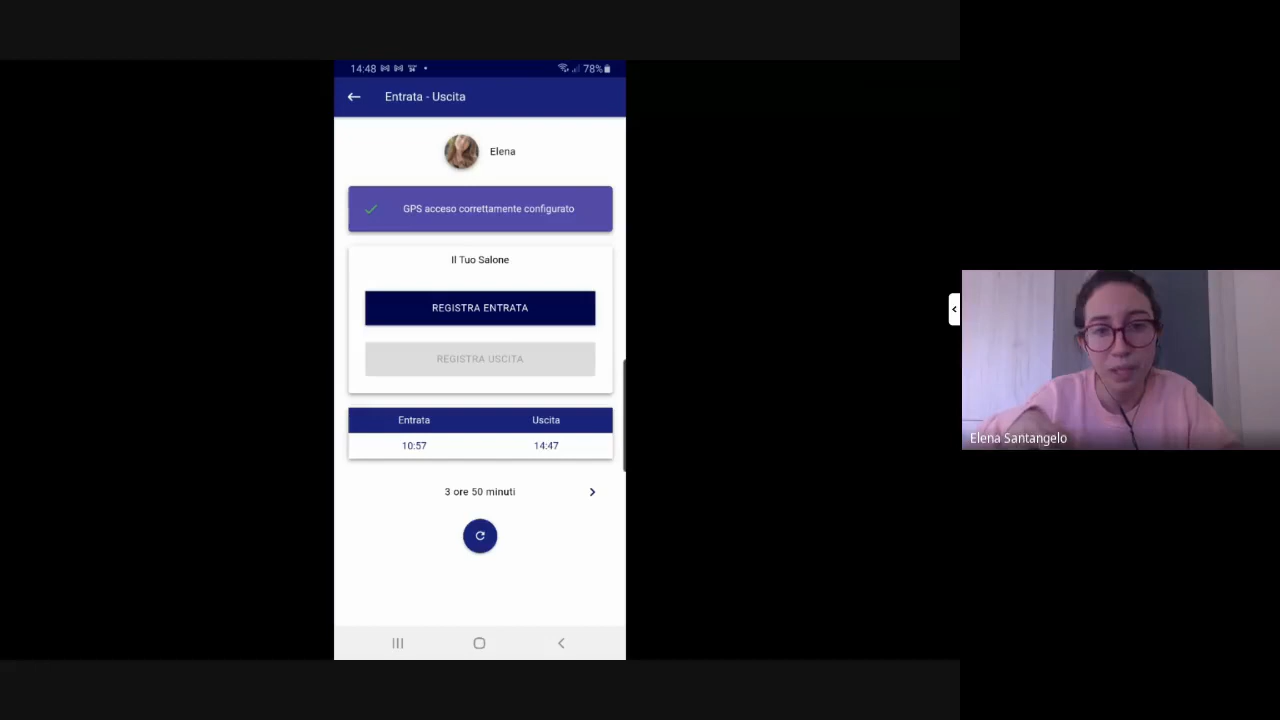 14:48
78%
Entrata - Uscita
Elena
GPS acceso correttamente configurato
Il Tuo Salone
REGISTRA ENTRATA
REGISTRA USCITA
Entrata Uscita
10:57 14:47
3 ore 50 minuti
Elena Santangelo